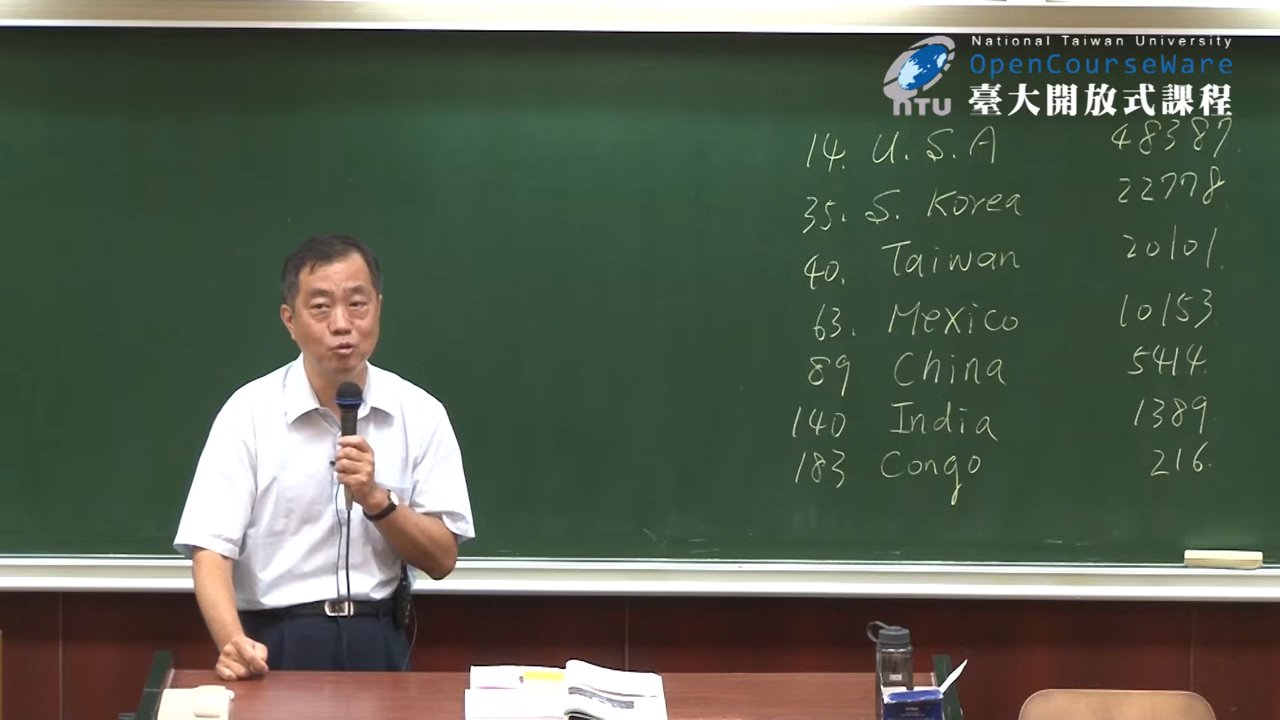 National Taiwan University
OpenCourseWare
NTU 臺大開放式課程
14. U.S.A 48387.
35. S. Korea 22778.
40. Taiwan 20101.
63. Mexico 10153.
89 China 5414.
140 India 1389.
183 Congo 216.